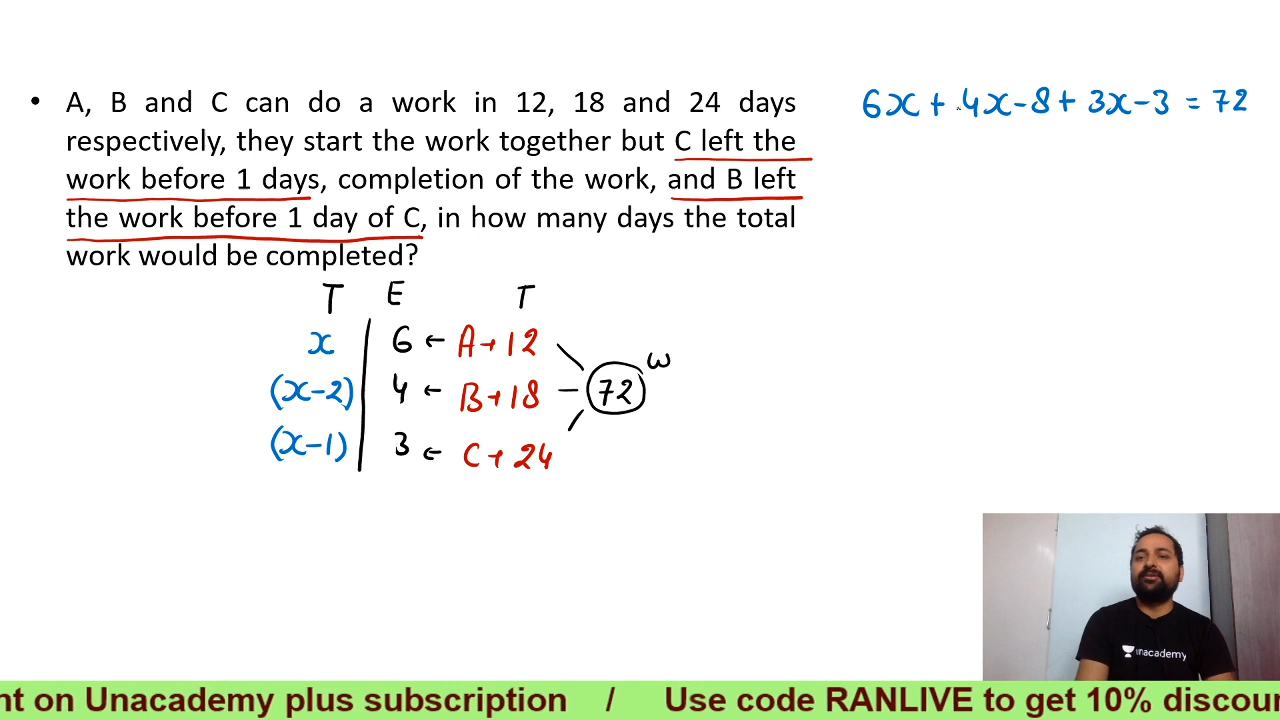 • A, B and C can do a work in 12, 18 and 24 days
respectively, they start the work together but C left the
work before 1 days, completion of the work, and B left
the work before 1 day of C, in how many days the total
work would be completed?
6x + 4x - 8 + 3x - 3 = 72
T E T
x 6 ← A → 12
(x-2) 4 ← B → 18 72 W
(x-1) 3 ← C → 24
unacademy
nt on Unacademy plus subscription / Use code RANLIVE to get 10% discou